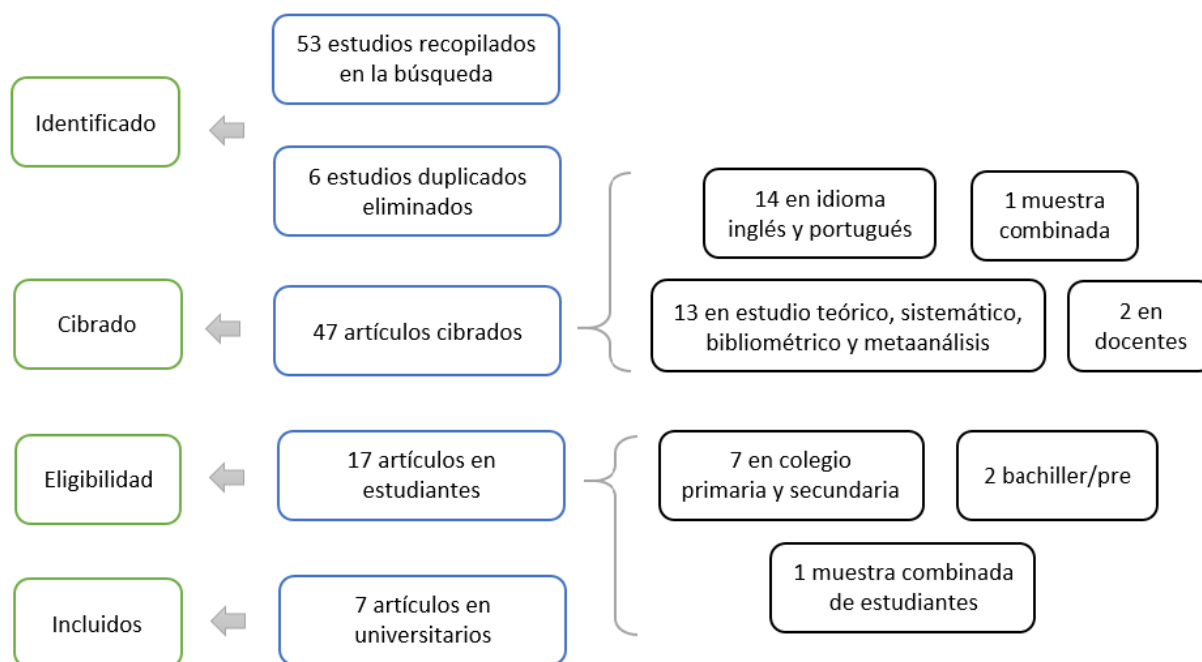 53 estudios recopilados
en la búsqueda
Identificado
6 estudios duplicados
eliminados
14 en idioma
inglés y portugués
1 muestra
combinada
Cibrado
47 artículos cibrados
13 en estudio teórico, sistemático,
bibliométrico y metaanálisis
2 en
docentes
Eligibilidad
17 artículos en
estudiantes
7 en colegio
primaria y secundaria
2 bachiller/pre
1 muestra combinada
de estudiantes
Incluidos
7 artículos en
universitarios